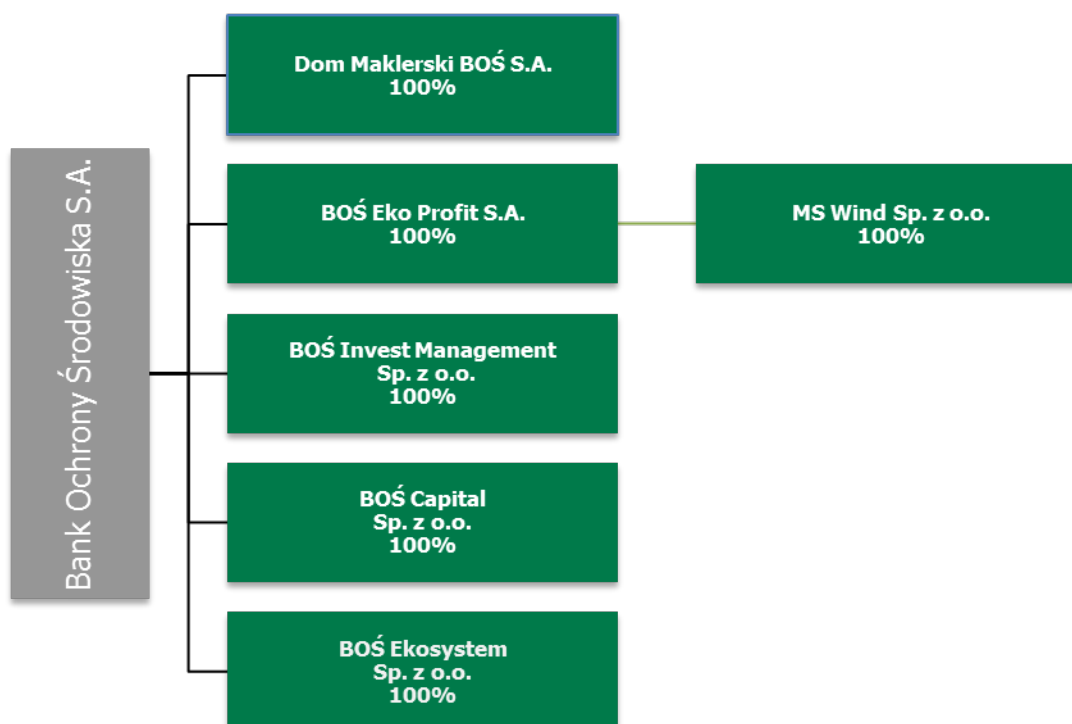 Bank Ochrony Środowiska S.A.
Dom Maklerski BOŚ S.A.
100%
BOŚ Eko Profit S.A.
100%
MS Wind Sp. z o.o.
100%
BOŚ Invest Management
Sp. z o.o.
100%
BOŚ Capital
Sp. z o.o.
100%
BOŚ Ekosystem
Sp. z o.o.
100%